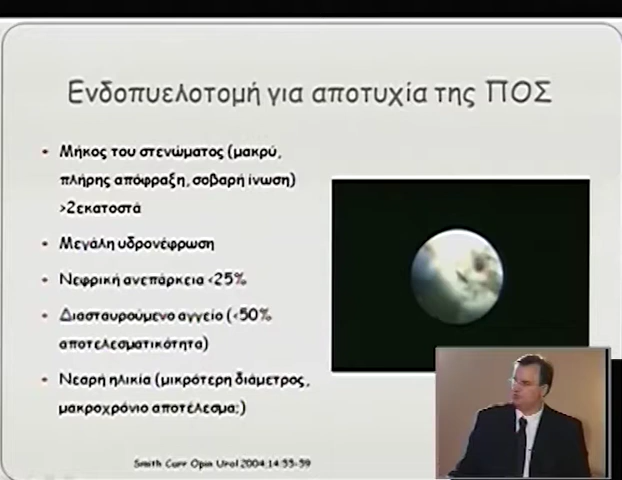 Ενδοπυελοτομή για αποτυχία της ΠΟΣ
• Μήκος του στενώματος (μακρύ,
πλήρης απόφραξη, σοβαρή ίνωση)
>2εκατοστά
• Μεγάλη υδρονέφρωση
• Νεφρική ανεπάρκεια <25%
• Διασταυρούμενο αγγείο (<50%
αποτελεσματικότητα)
• Νεαρή ηλικία (μικρότερη διάμετρος,
μακροχρόνιο αποτέλεσμα;)
Smith Curr Opin Urol 2004;14:55-59